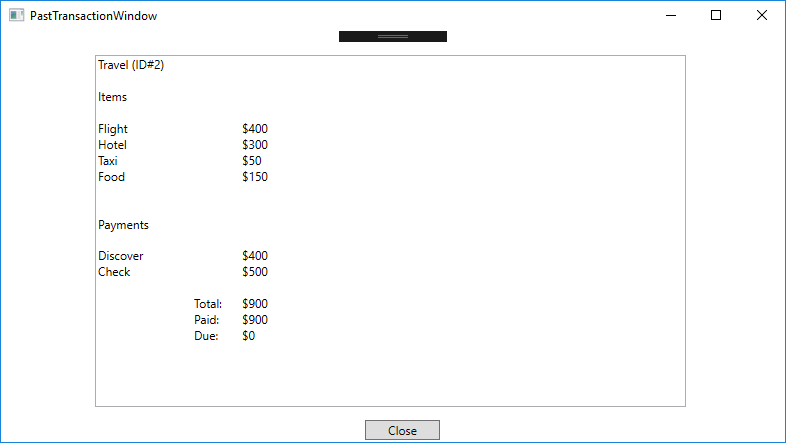 PastTransactionWindow
Travel (ID#2)
Items
Flight $400
Hotel $300
Taxi $50
Food $150
Payments
Discover $400
Check $500
Total: $900
Paid: $900
Due: $0
Close